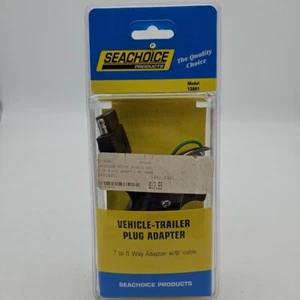 SEACHOICE
PRODUCTS
The Quality
Choice
Model
13881
VEHICLE-TRAILER
PLUG ADAPTER
7 to 5 Way Adapter w/6' cable
SEACHOICE PRODUCTS